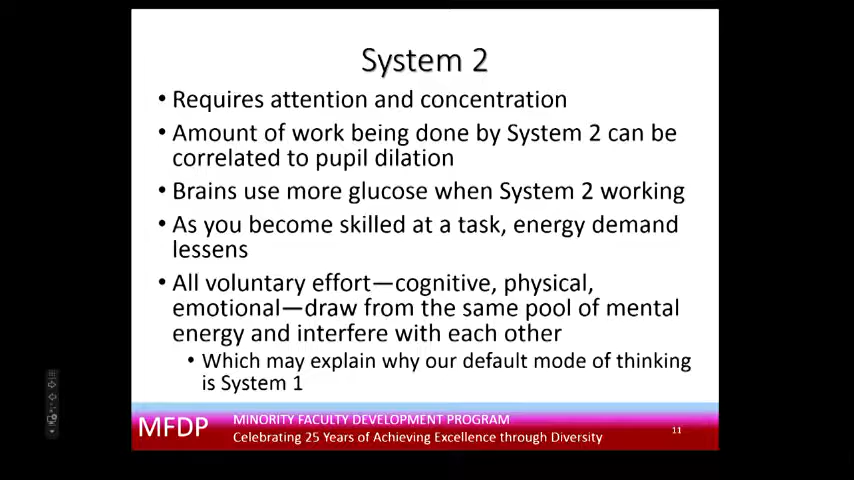 System 2
• Requires attention and concentration
• Amount of work being done by System 2 can be
correlated to pupil dilation
• Brains use more glucose when System 2 working
• As you become skilled at a task, energy demand
lessens
• All voluntary effort—cognitive, physical,
emotional—draw from the same pool of mental
energy and interfere with each other
• Which may explain why our default mode of thinking
is System 1
MFDP
MINORITY FACULTY DEVELOPMENT PROGRAM
Celebrating 25 Years of Achieving Excellence through Diversity
11